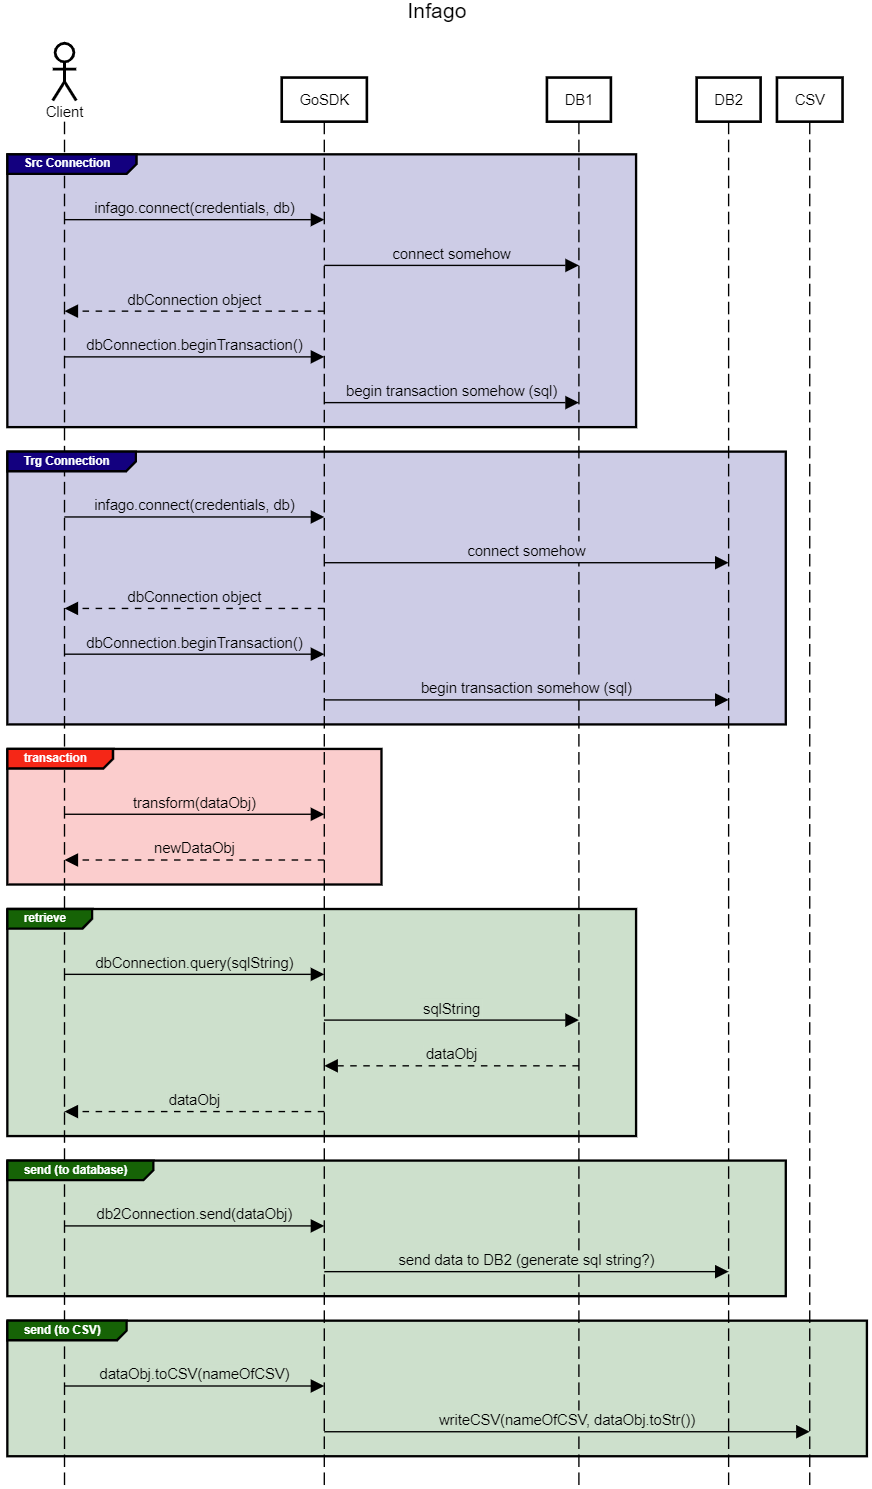 Infago
Client
GoSDK
DB1
DB2
CSV
Src Connection
infago.connect(credentials, db)
connect somehow
dbConnection object
dbConnection.beginTransaction()
begin transaction somehow (sql)
Trg Connection
infago.connect(credentials, db)
connect somehow
dbConnection object
dbConnection.beginTransaction()
begin transaction somehow (sql)
transaction
transform(dataObj)
newDataObj
retrieve
dbConnection.query(sqlString)
sqlString
dataObj
dataObj
send (to database)
db2Connection.send(dataObj)
send data to DB2 (generate sql string?)
send (to CSV)
dataObj.toCSV(nameOfCSV)
writeCSV(nameOfCSV, dataObj.toStr())